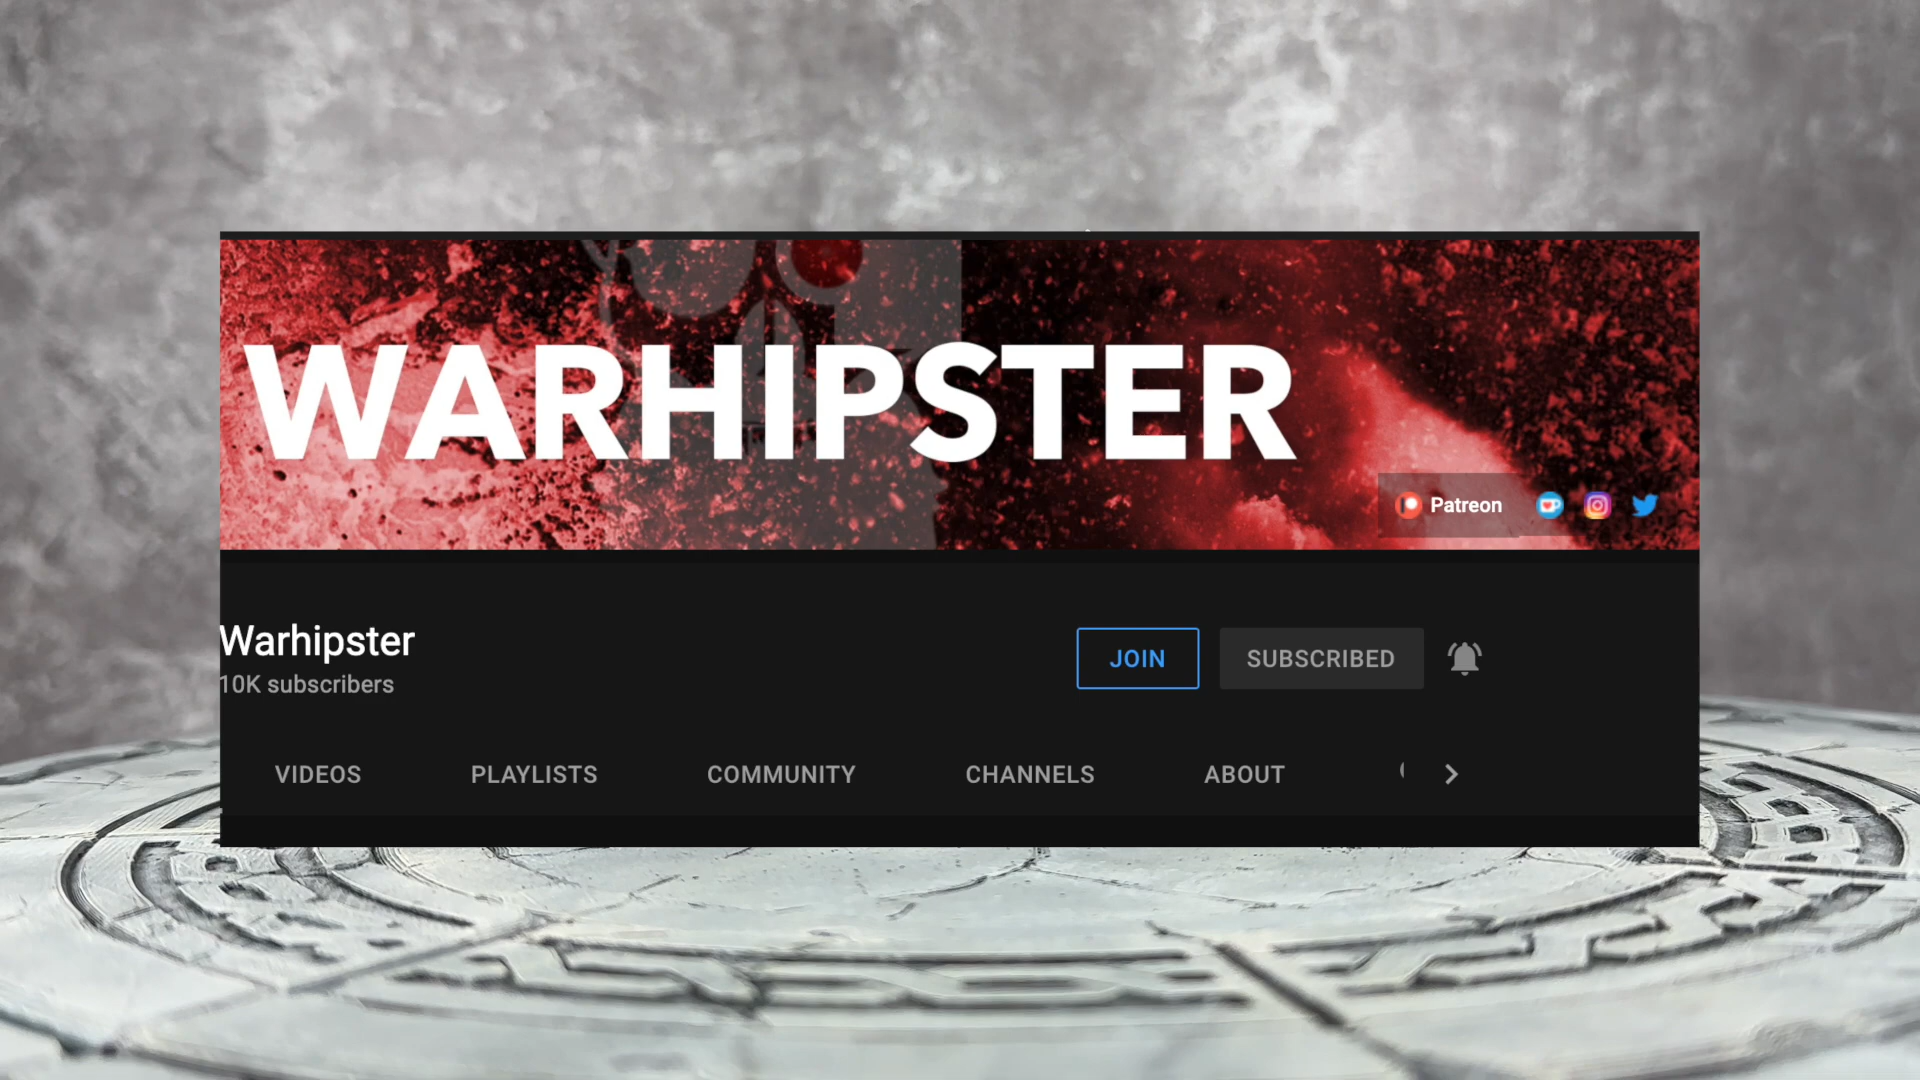 WARHIPSTER
Patreon
Warhipster
10K subscribers
JOIN
SUBSCRIBED
VIDEOS
PLAYLISTS
COMMUNITY
CHANNELS
ABOUT